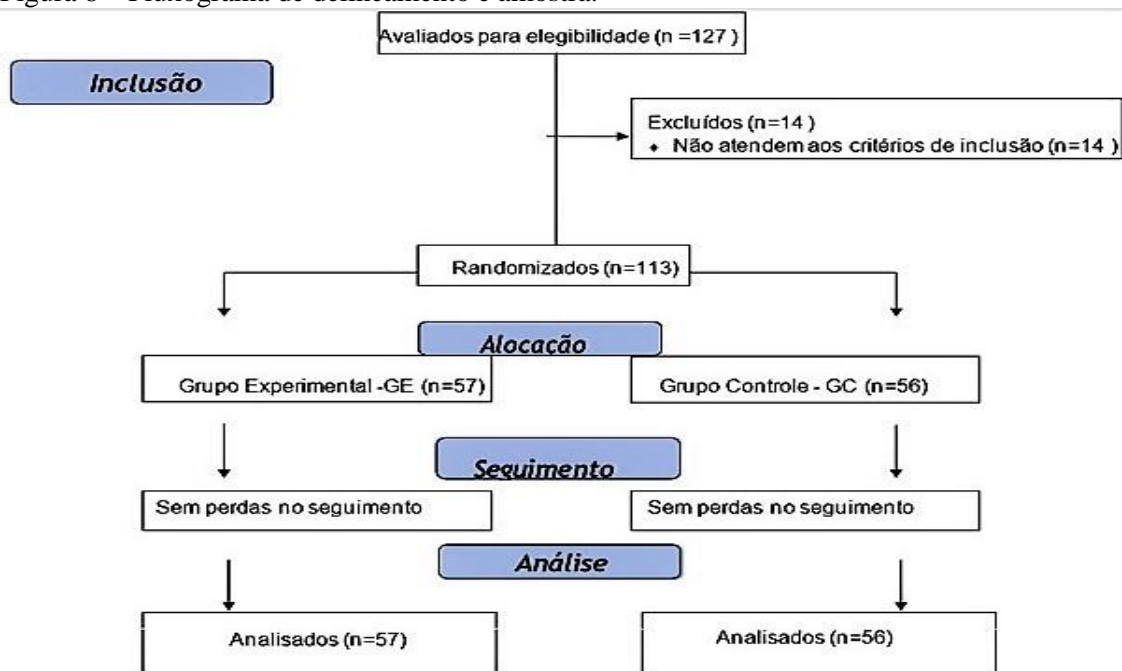 Avaliados para elegibilidade (n =127 )
Inclusão
Excluídos (n=14 )
♦ Não atendem aos critérios de inclusão (n=14 )
Randomizados (n=113)
Alocação
Grupo Experimental -GE (n=57)
Grupo Controle - GC (n=56)
Seguimento
Sem perdas no seguimento
Sem perdas no seguimento
Análise
Analisados (n=57)
Analisados (n=56)